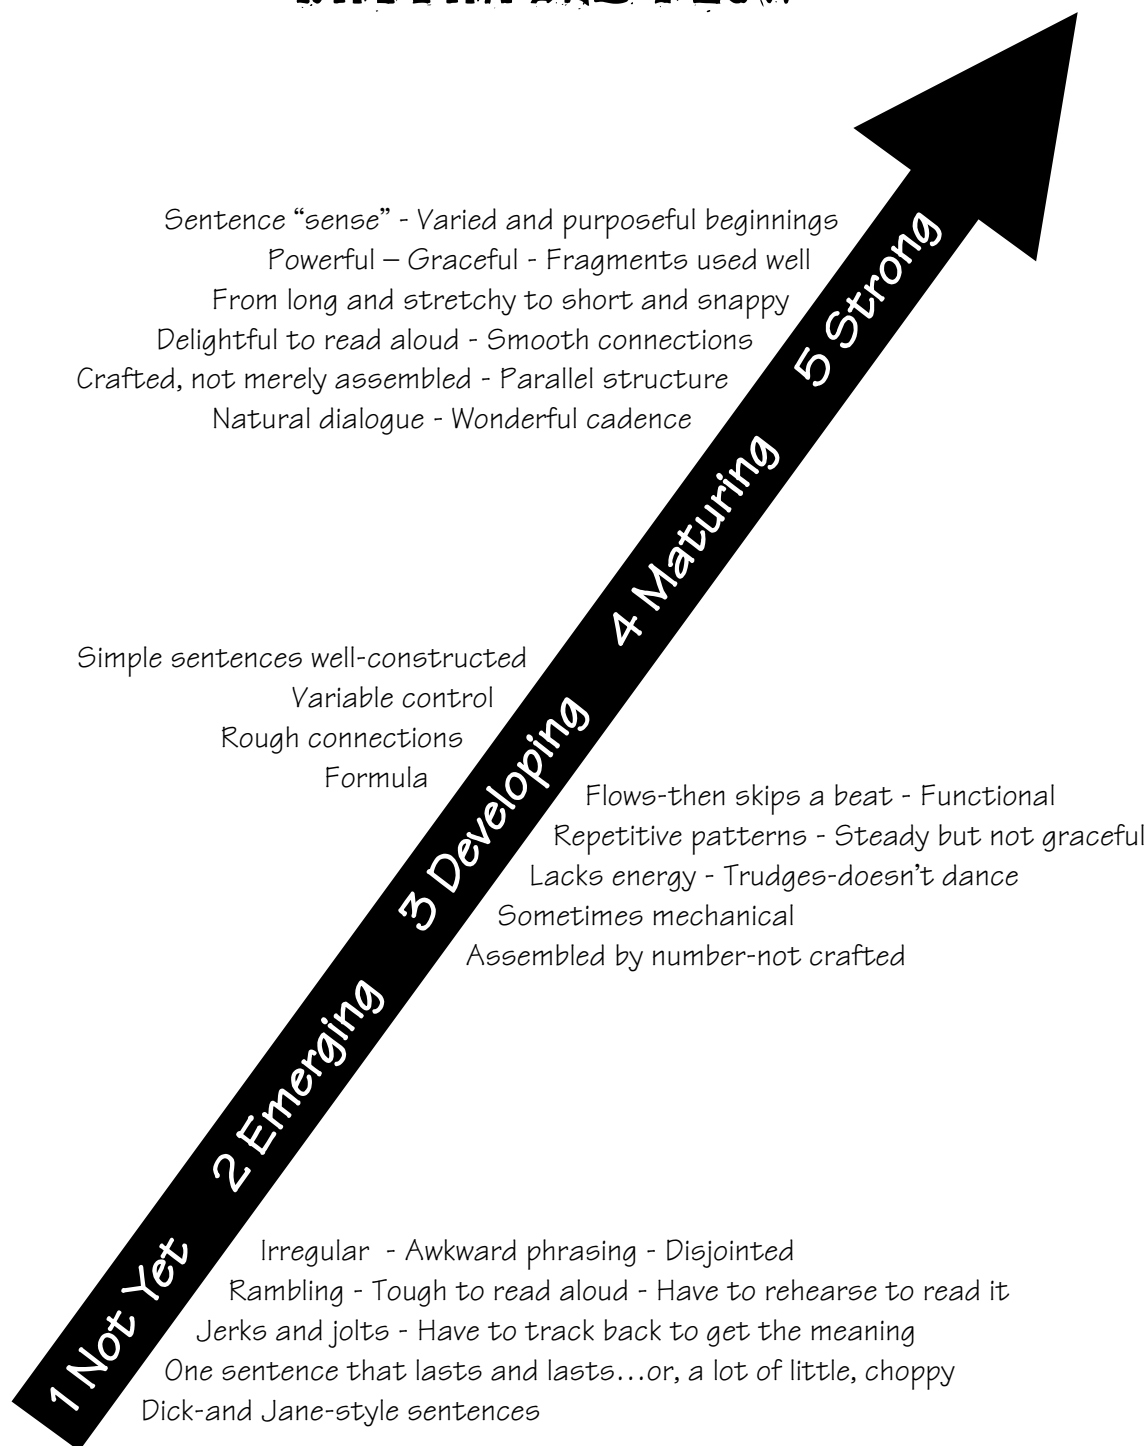 Sentence “sense” - Varied and purposeful beginnings
Powerful – Graceful - Fragments used well
From long and stretchy to short and snappy
Delightful to read aloud - Smooth connections
Crafted, not merely assembled - Parallel structure
Natural dialogue - Wonderful cadence
5 Strong
4 Maturing
Simple sentences well-constructed
Variable control
Rough connections
Formula
3 Developing
Flows-then skips a beat - Functional
Repetitive patterns - Steady but not graceful
Lacks energy - Trudges-doesn’t dance
Sometimes mechanical
Assembled by number-not crafted
2 Emerging
1 Not Yet
Irregular - Awkward phrasing - Disjointed
Rambling - Tough to read aloud - Have to rehearse to read it
Jerks and jolts - Have to track back to get the meaning
One sentence that lasts and lasts...or, a lot of little, choppy
Dick-and Jane-style sentences